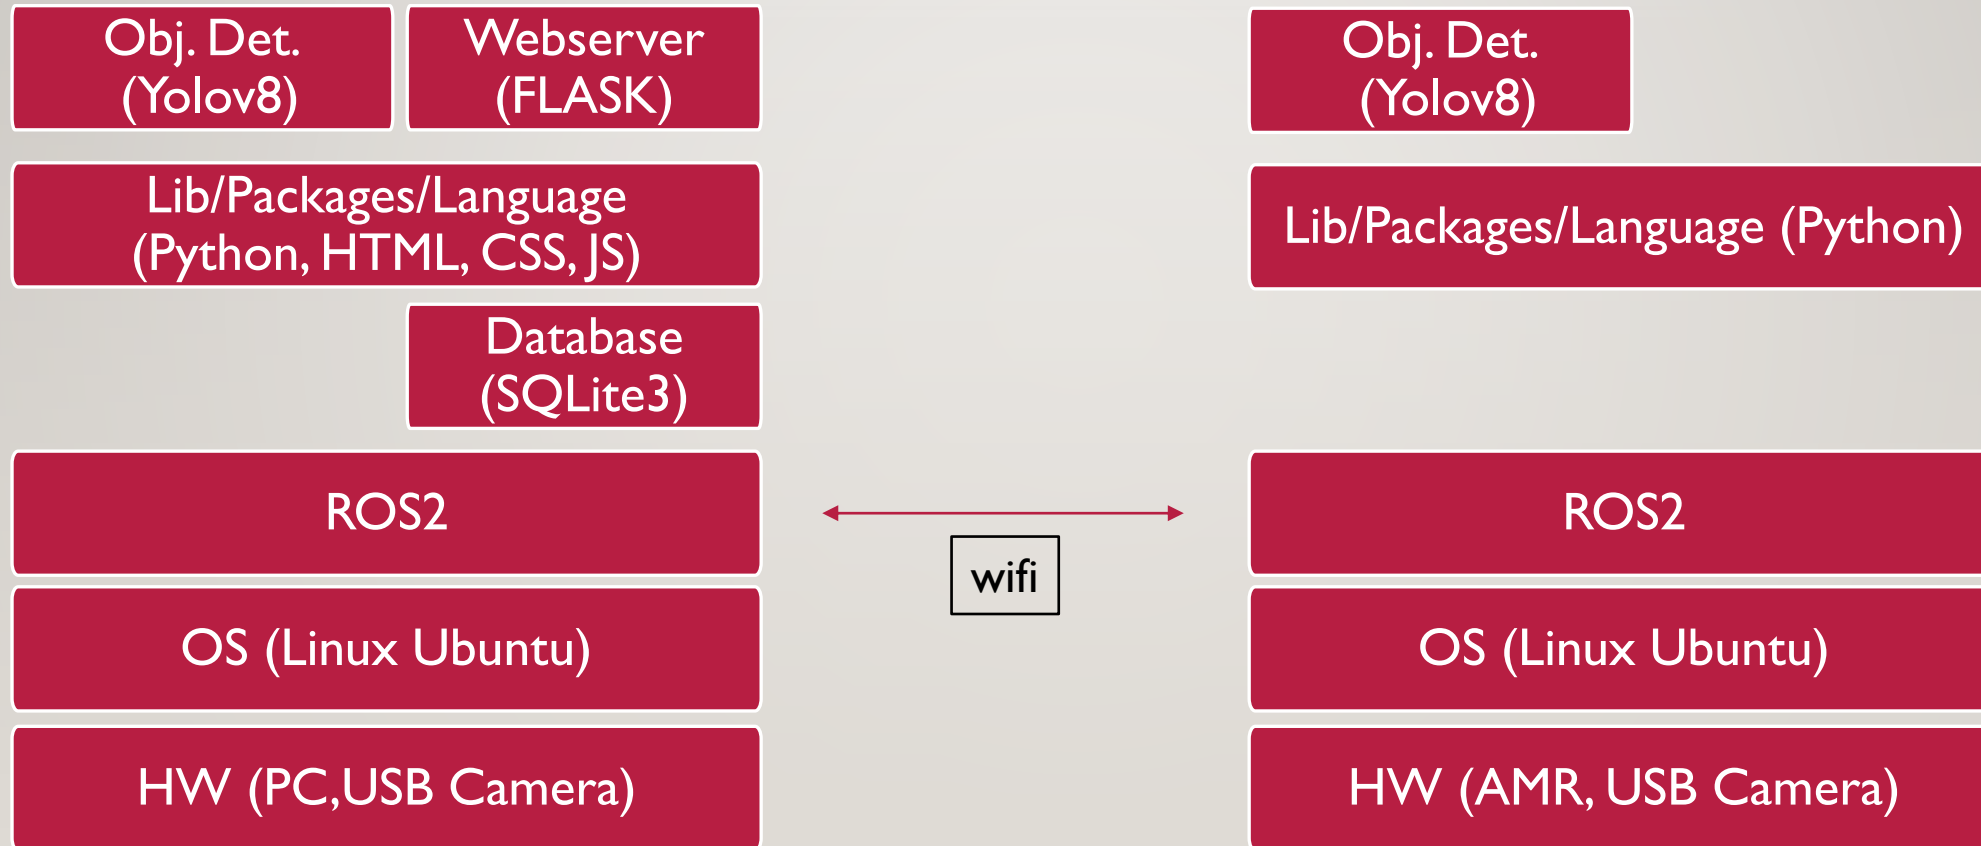 Obj. Det.
(Yolov8)
Webserver
(FLASK)
Obj. Det.
(Yolov8)
Lib/Packages/Language
(Python, HTML, CSS, JS)
Lib/Packages/Language (Python)
Database
(SQLite3)
ROS2
wifi
ROS2
OS (Linux Ubuntu)
OS (Linux Ubuntu)
HW (PC,USB Camera)
HW (AMR, USB Camera)